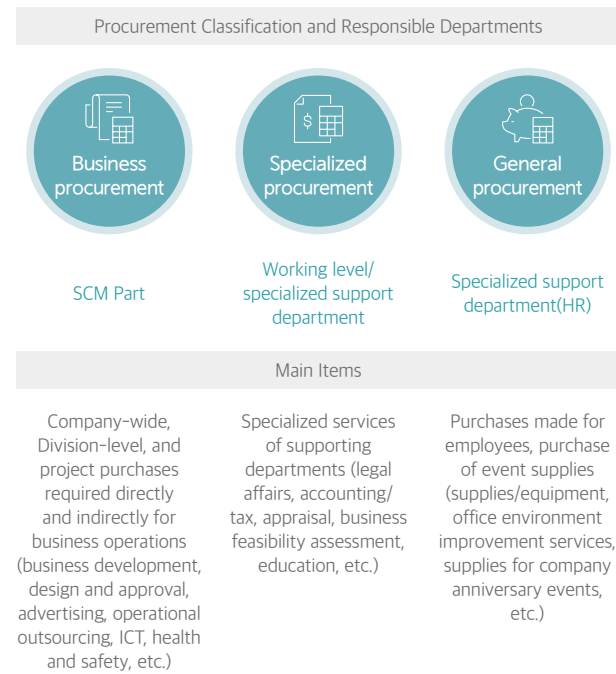 Procurement Classification and Responsible Departments
Business
procurement
$
Specialized
procurement
General
procurement
SCM Part
Working level/
specialized support
department
Specialized support
department(HR)
Main Items
Company-wide,
Division-level, and
project purchases
required directly
and indirectly for
business operations
(business development,
design and approval,
advertising, operational
outsourcing, ICT, health
and safety, etc.)
Specialized services
of supporting
departments (legal
affairs, accounting/
tax, appraisal, business
feasibility assessment,
education, etc.)
Purchases made for
employees, purchase
of event supplies
(supplies/equipment,
office environment
improvement services,
supplies for company
anniversary events,
etc.)